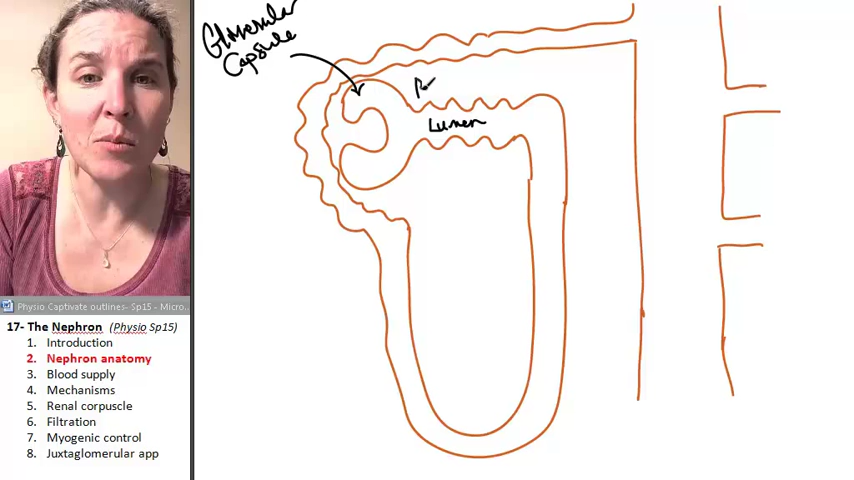 Glomerular
Capsule
Lumen
Physio Captivate outlines- Sp15 - Micro...
17- The Nephron (Physio Sp15)
1. Introduction
2. Nephron anatomy
3. Blood supply
4. Mechanisms
5. Renal corpuscle
6. Filtration
7. Myogenic control
8. Juxtaglomerular app